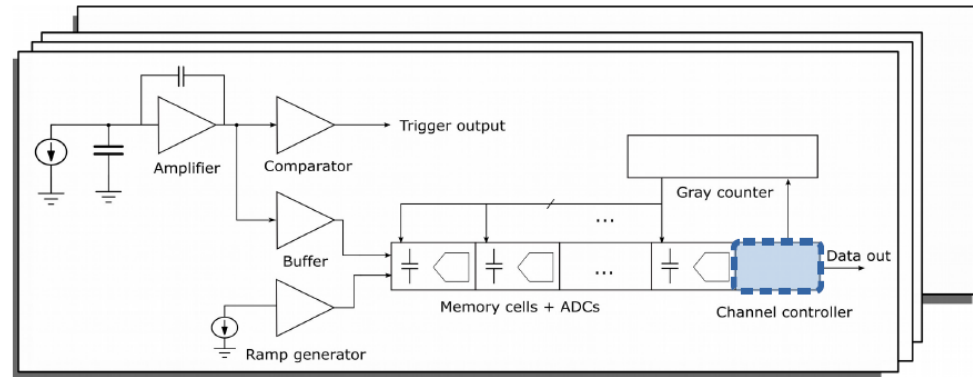 Trigger output
Amplifier
Comparator
Gray counter
...
Buffer
Data out
...
Memory cells + ADCs
Channel controller
Ramp generator